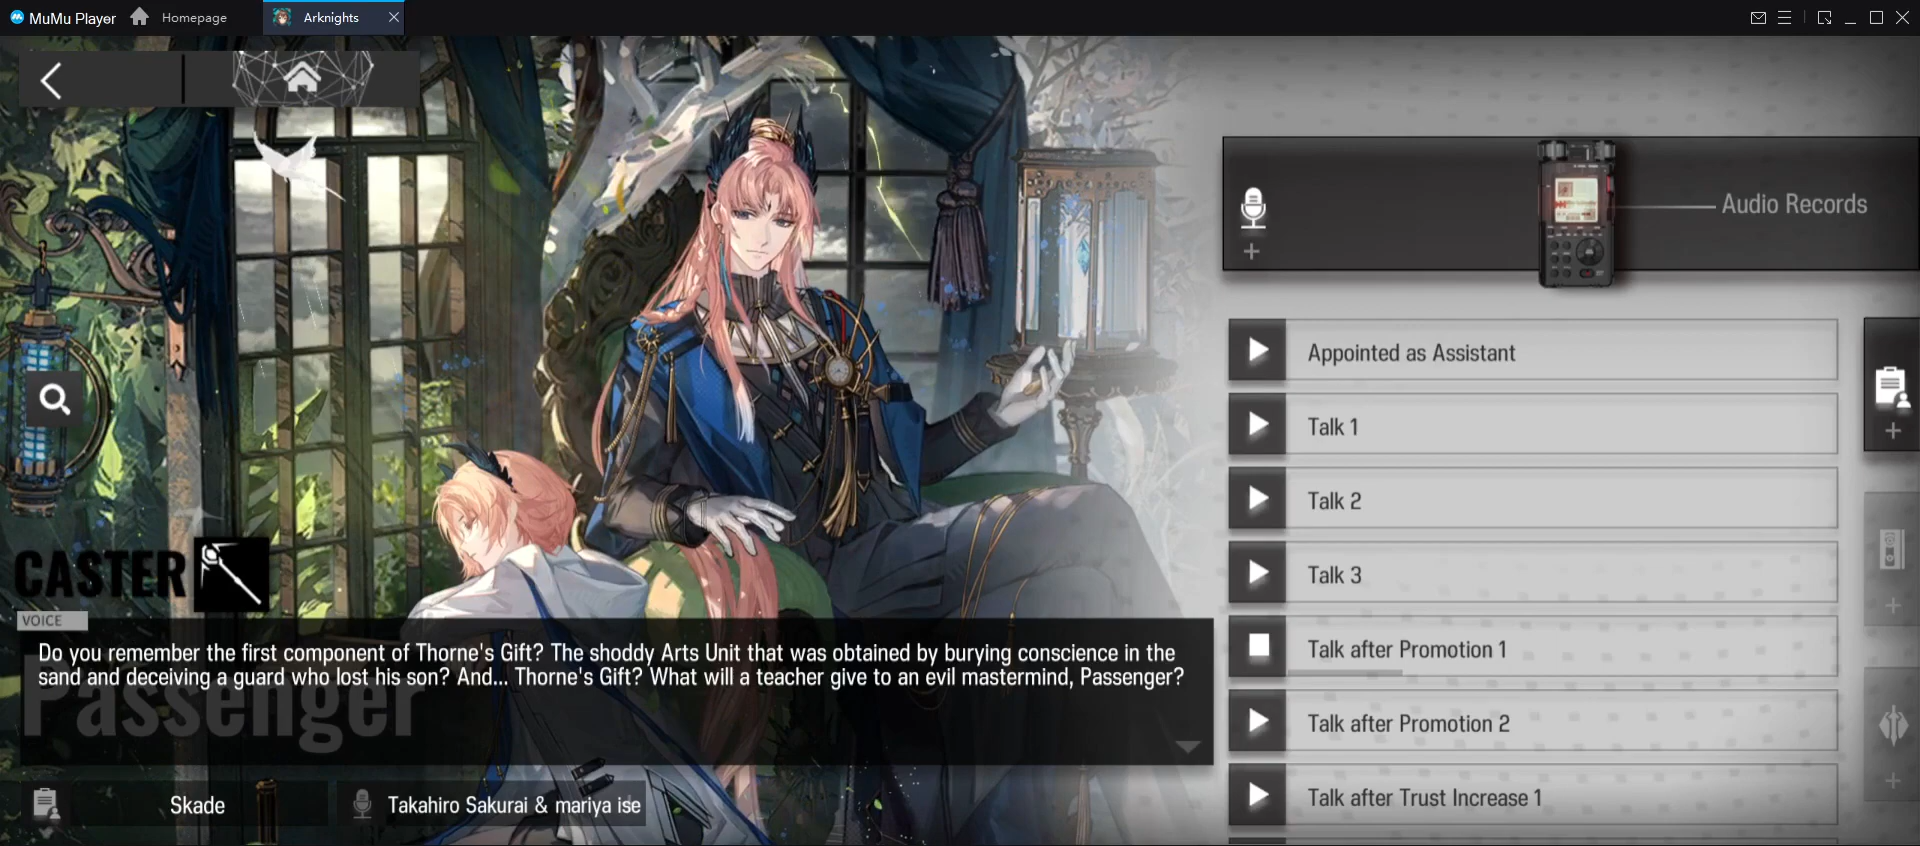 MuMu Player
Homepage
Arknights
Audio Records
Appointed as Assistant
Talk 1
Talk 2
Talk 3
Talk after Promotion 1
Talk after Promotion 2
Talk after Trust Increase 1
CASTER
VOICE
Do you remember the first component of Thorne's Gift? The shoddy Arts Unit that was obtained by burying conscience in the
sand and deceiving a guard who lost his son? And... Thorne's Gift? What will a teacher give to an evil mastermind, Passenger?
Passenger
Skade
Takahiro Sakurai & mariya ise